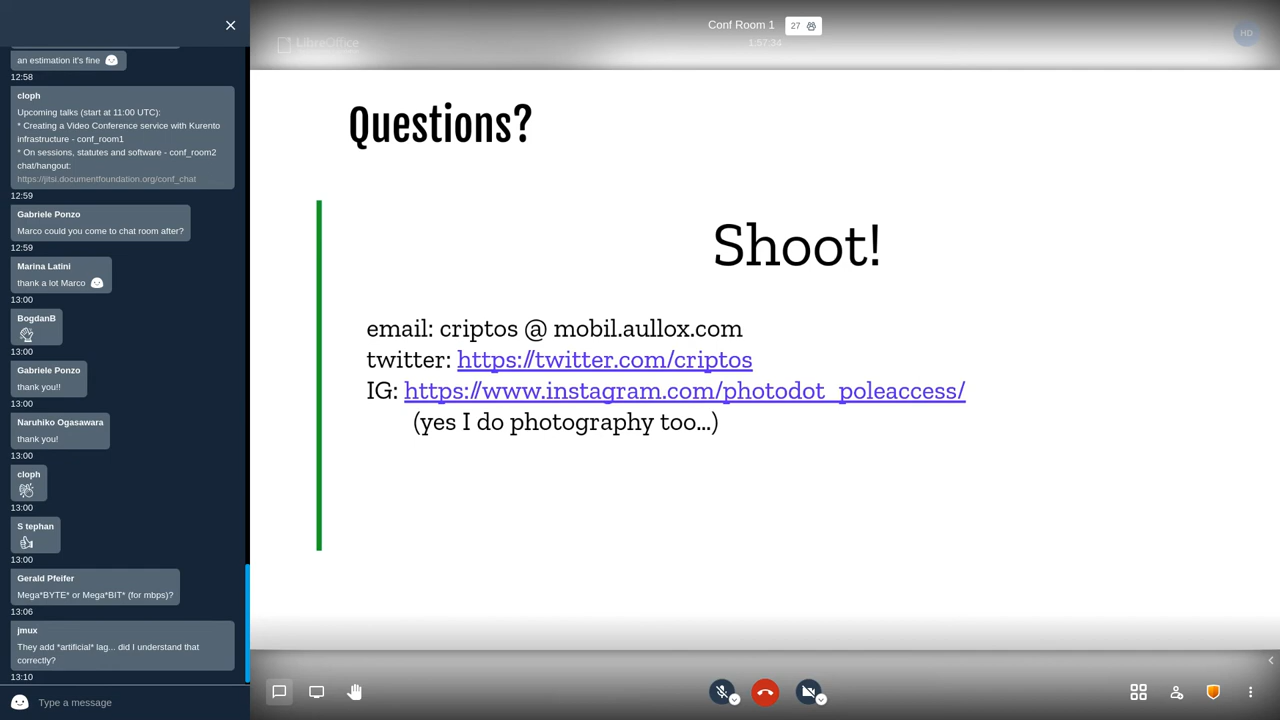 an estimation it's fine
12:58
cloph
Upcoming talks (start at 11:00 UTC):
* Creating a Video Conference service with Kurento
infrastructure - conf_room1
* On sessions, statutes and software - conf_room2
chat/hangout:
https://jitsi.documentfoundation.org/conf_chat
12:59
Gabriele Ponzo
Marco could you come to chat room after?
12:59
Marina Latini
thank a lot Marco
13:00
BogdanB
13:00
Gabriele Ponzo
thank you!!
13:00
Naruhiko Ogasawara
thank you!
13:00
cloph
13:00
S tephan
13:00
Gerald Pfeifer
Mega*BYTE* or Mega*BIT* (for mbps)?
13:06
jmux
They add *artificial* lag... did I understand that
correctly?
13:10
Type a message
Conf Room 1
27
1:57:34
HD
LibreOffice
Questions?
Shoot!
email: criptos @ mobil.aullox.com
twitter: https://twitter.com/criptos
IG: https://www.instagram.com/photodot_poleaccess/
(yes I do photography too...)